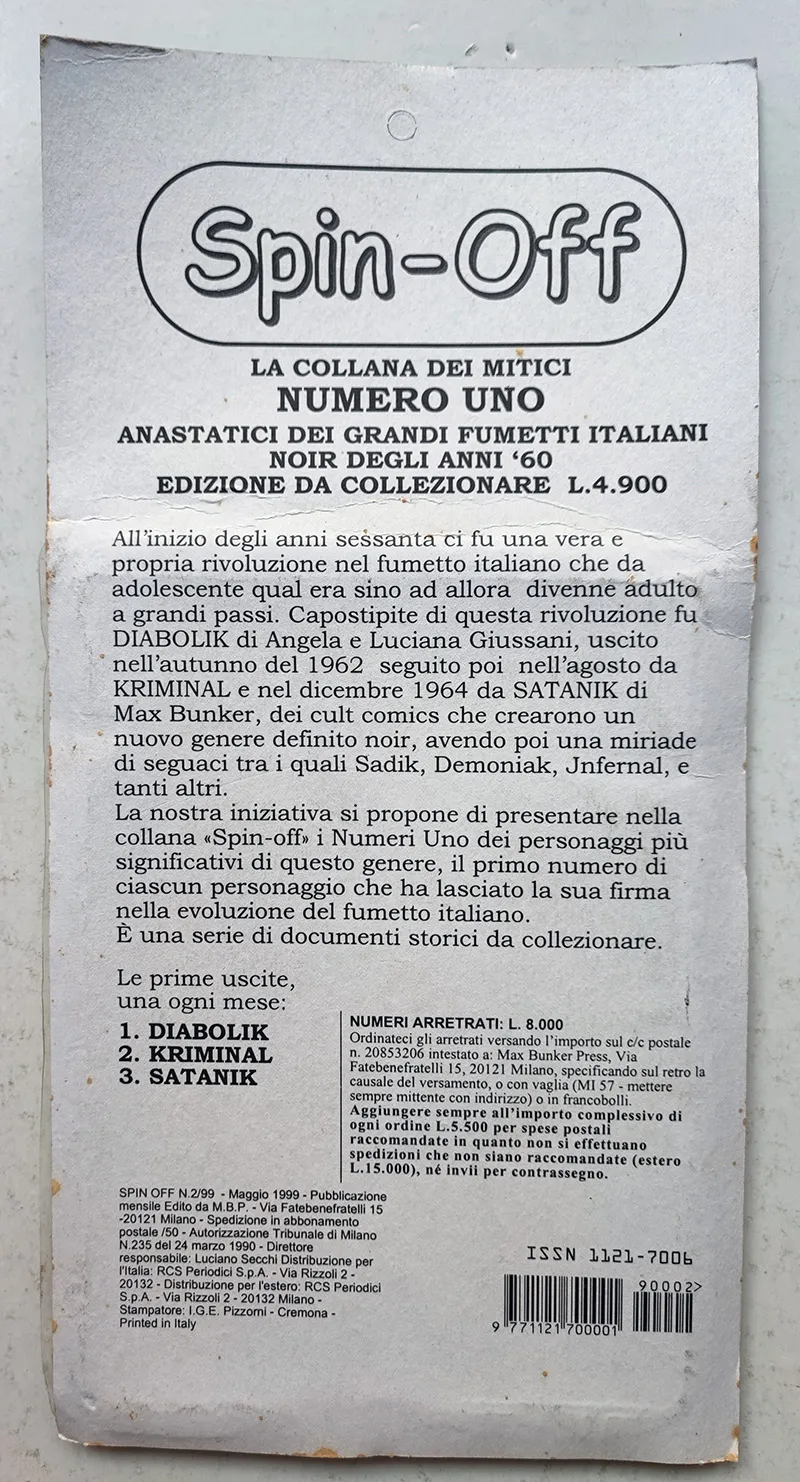 Spin-Off
LA COLLANA DEI MITICI
NUMERO UNO
ANASTATICI DEI GRANDI FUMETTI ITALIANI
NOIR DEGLI ANNI ‘60
EDIZIONE DA COLLEZIONARE L.4.900
All’inizio degli anni sessanta ci fu una vera e
propria rivoluzione nel fumetto italiano che da
adolescente qual era sino ad allora divenne adulto
a grandi passi. Capostipite di questa rivoluzione fu
DIABOLIK di Angela e Luciana Giussani, uscito
nell’autunno del 1962 seguito poi nell’agosto da
KRIMINAL e nel dicembre 1964 da SATANIK di
Max Bunker, dei cult comics che crearono un
nuovo genere definito noir, avendo poi una miriade
di seguaci tra i quali Sadik, Demoniak, Jnfernal, e
tanti altri.
La nostra iniziativa si propone di presentare nella
collana «Spin-off» i Numeri Uno dei personaggi più
significativi di questo genere, il primo numero di
ciascun personaggio che ha lasciato la sua firma
nella evoluzione del fumetto italiano.
È una serie di documenti storici da collezionare.
Le prime uscite,
una ogni mese:
1. DIABOLIK
2. KRIMINAL
3. SATANIK
NUMERI ARRETRATI: L. 8.000
Ordinateci gli arretrati versando l’importo sul c/c postale
n. 20853206 intestato a: Max Bunker Press, Via
Fatebenefratelli 15, 20121 Milano, specificando sul retro la
causale del versamento, o con vaglia (MI 57 - mettere
sempre mittente con indirizzo) o in francobolli.
Aggiungere sempre all’importo complessivo di
ogni ordine L.5.500 per spese postali
raccomandate in quanto non si effettuano
spedizioni che non siano raccomandate (estero
L.15.000), né invii per contrassegno.
SPIN OFF N.2/99 - Maggio 1999 - Pubblicazione
mensile Edito da M.B.P. - Via Fatebenefratelli 15
-20121 Milano - Spedizione in abbonamento
postale /50 - Autorizzazione Tribunale di Milano
N.235 del 24 marzo 1990 - Direttore
responsabile: Luciano Secchi Distribuzione per
l'Italia: RCS Periodici S.p.A. - Via Rizzoli 2 -
20132 - Distribuzione per l'estero: RCS Periodici
S.p.A. - Via Rizzoli 2 - 20132 Milano -
Stampatore: I.G.E. Pizzorni - Cremona -
Printed in Italy
ISSN 1121-7006
90002>
9 771121 700001